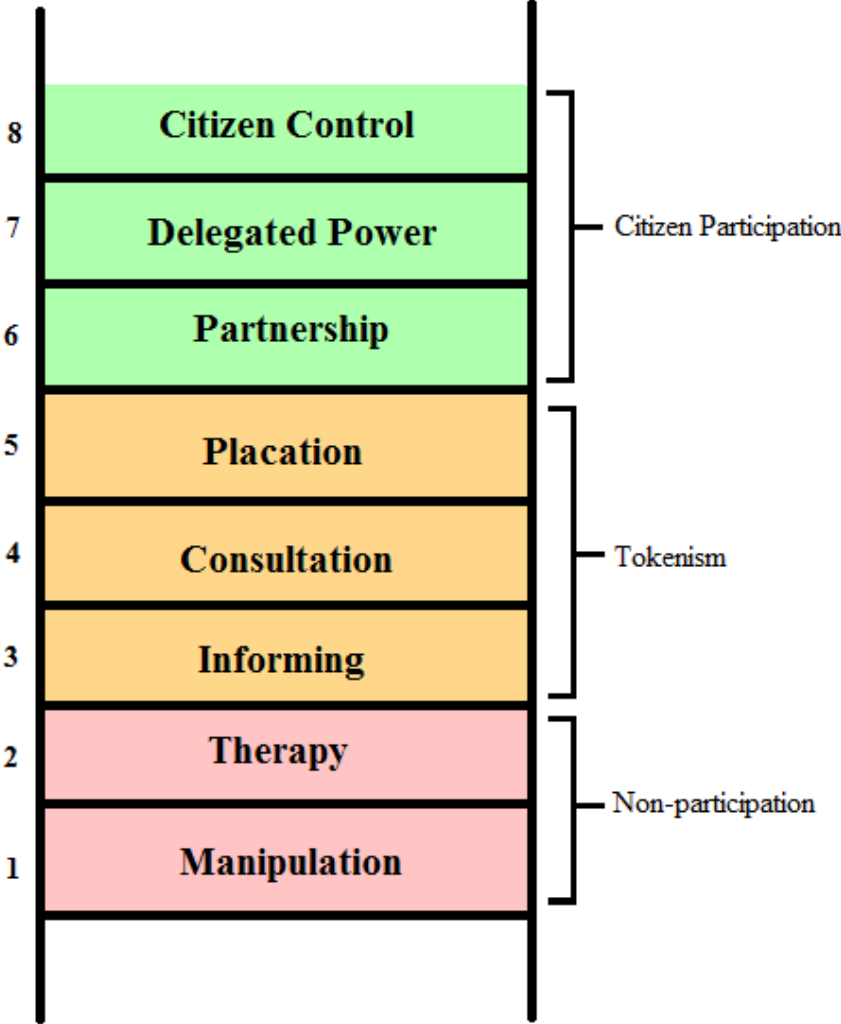 8 Citizen Control
7 Delegated Power
Citizen Participation
6 Partnership
5 Placation
4 Consultation
Tokenism
3 Informing
2 Therapy
Non-participation
1 Manipulation